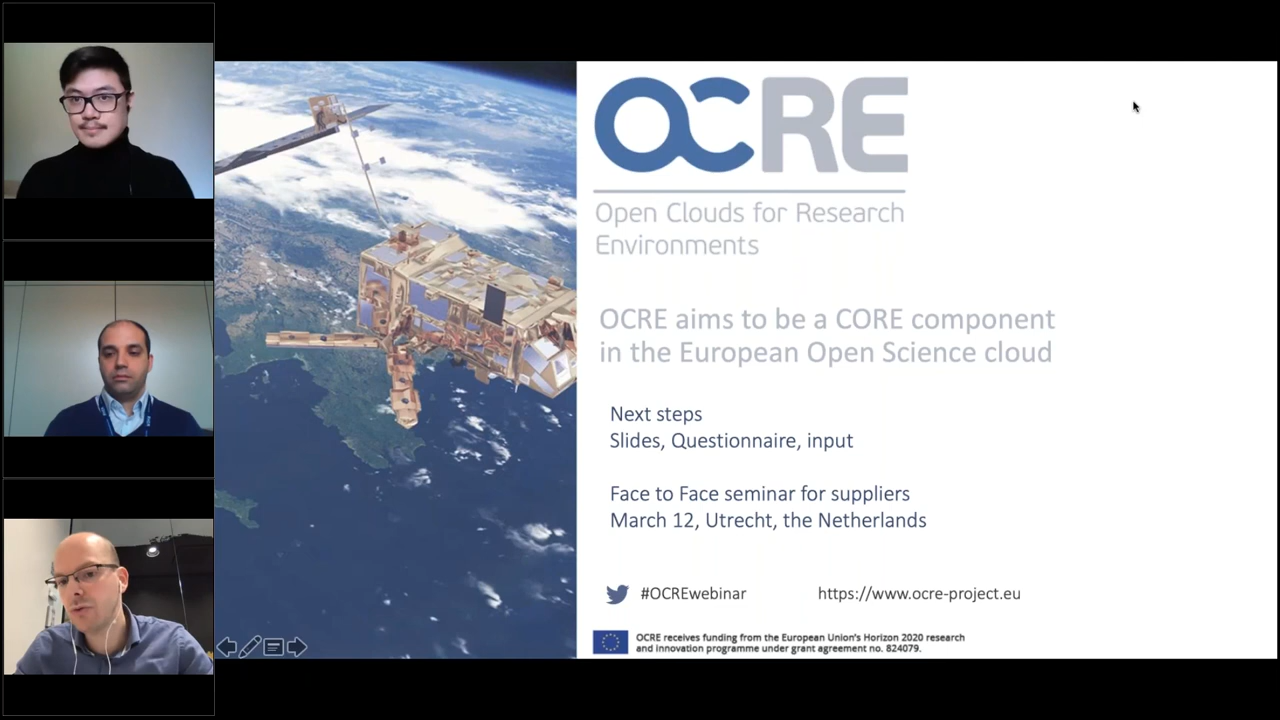 OCRE
Open Clouds for Research
Environments
OCRE aims to be a CORE component
in the European Open Science cloud
Next steps
Slides, Questionnaire, input
Face to Face seminar for suppliers
March 12, Utrecht, the Netherlands
#OCREwebinar https://www.ocre-project.eu
OCRE receives funding from the European Union's Horizon 2020 research
and innovation programme under grant agreement no. 824079.